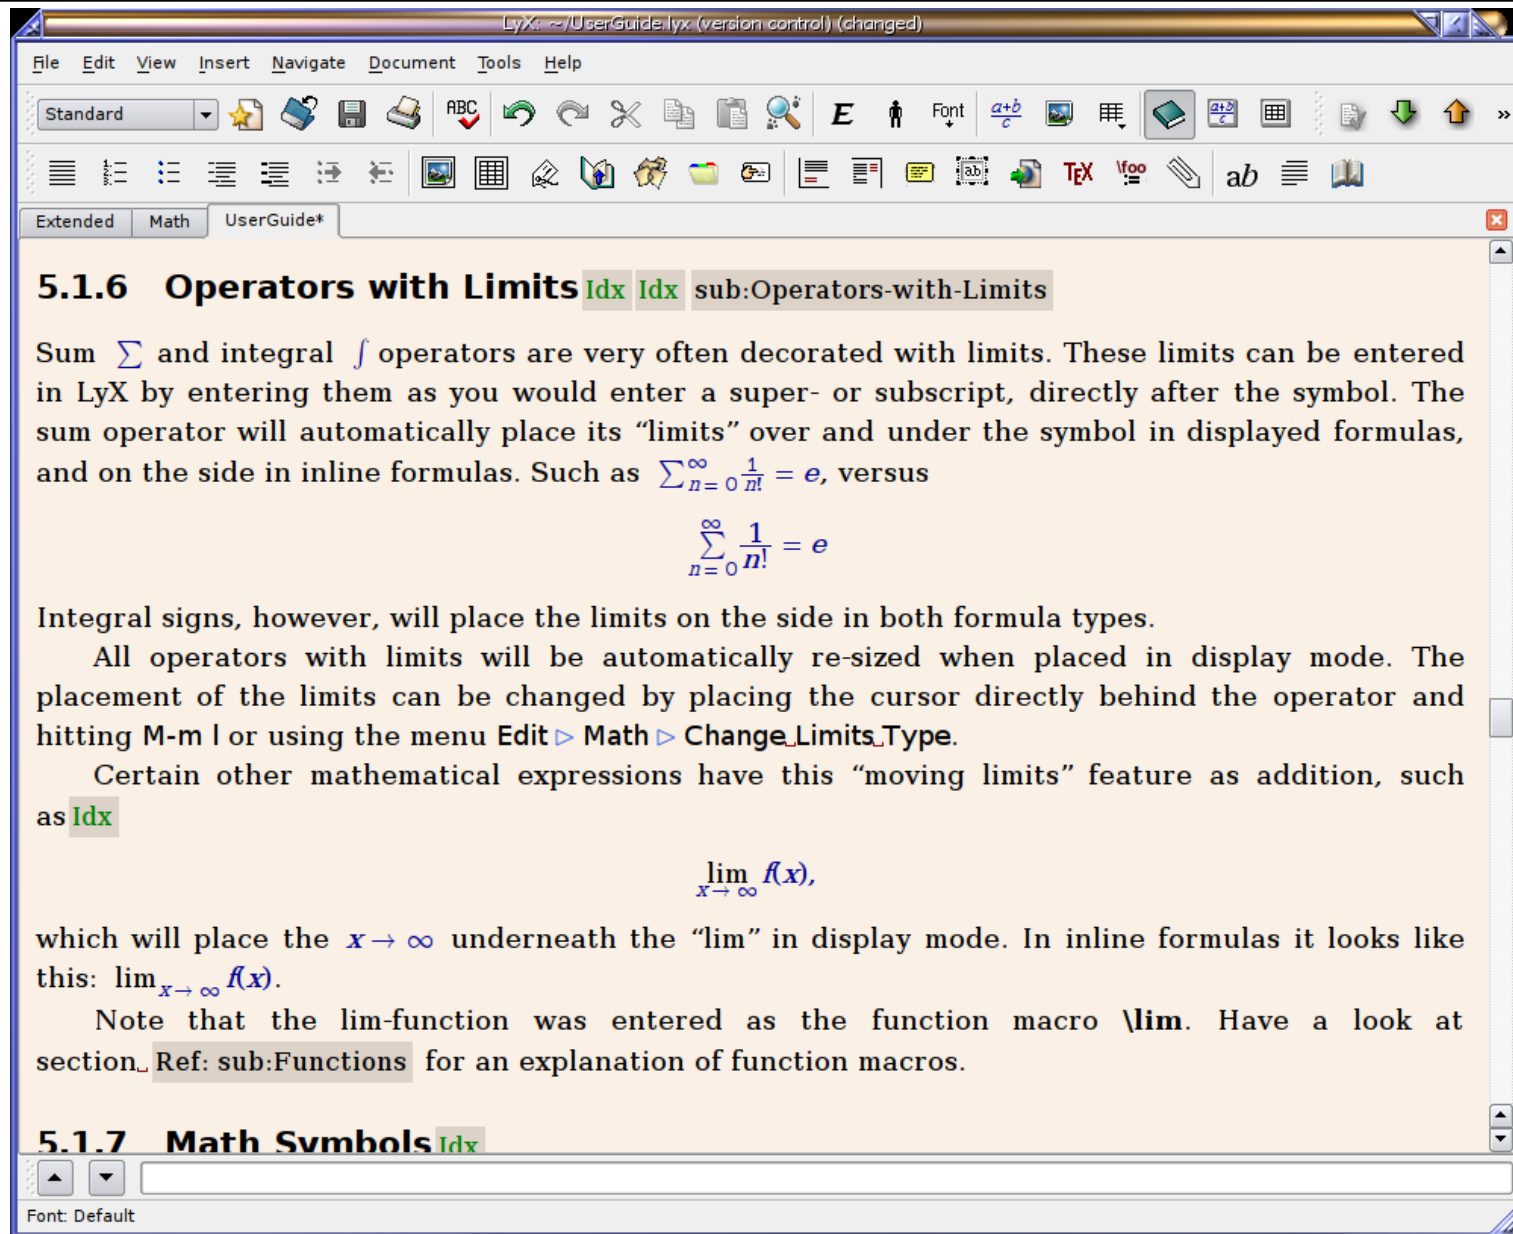 LyX: ~/UserGuide.lyx (version control) (changed)
File Edit View Insert Navigate Document Tools Help
Standard ABC E Font a+b/c a+b/c »
ab TEX \foo ab
Extended Math UserGuide*
5.1.6 Operators with Limits Idx Idx sub:Operators-with-Limits
Sum ∑ and integral ∫ operators are very often decorated with limits. These limits can be entered
in LyX by entering them as you would enter a super- or subscript, directly after the symbol. The
sum operator will automatically place its “limits” over and under the symbol in displayed formulas,
and on the side in inline formulas. Such as ∑_{n=0}^{∞} 1/n! = e, versus
∑_{n=0}^{∞} 1/n! = e
Integral signs, however, will place the limits on the side in both formula types.
All operators with limits will be automatically re-sized when placed in display mode. The
placement of the limits can be changed by placing the cursor directly behind the operator and
hitting M-m l or using the menu Edit ▷ Math ▷ Change␣Limits␣Type.
Certain other mathematical expressions have this “moving limits” feature as addition, such
as Idx
lim_{x→∞} f(x),
which will place the x→∞ underneath the “lim” in display mode. In inline formulas it looks like
this: lim_{x→∞} f(x).
Note that the lim-function was entered as the function macro \lim. Have a look at
section␣ Ref: sub:Functions for an explanation of function macros.
5.1.7 Math Symbols Idx
Font: Default